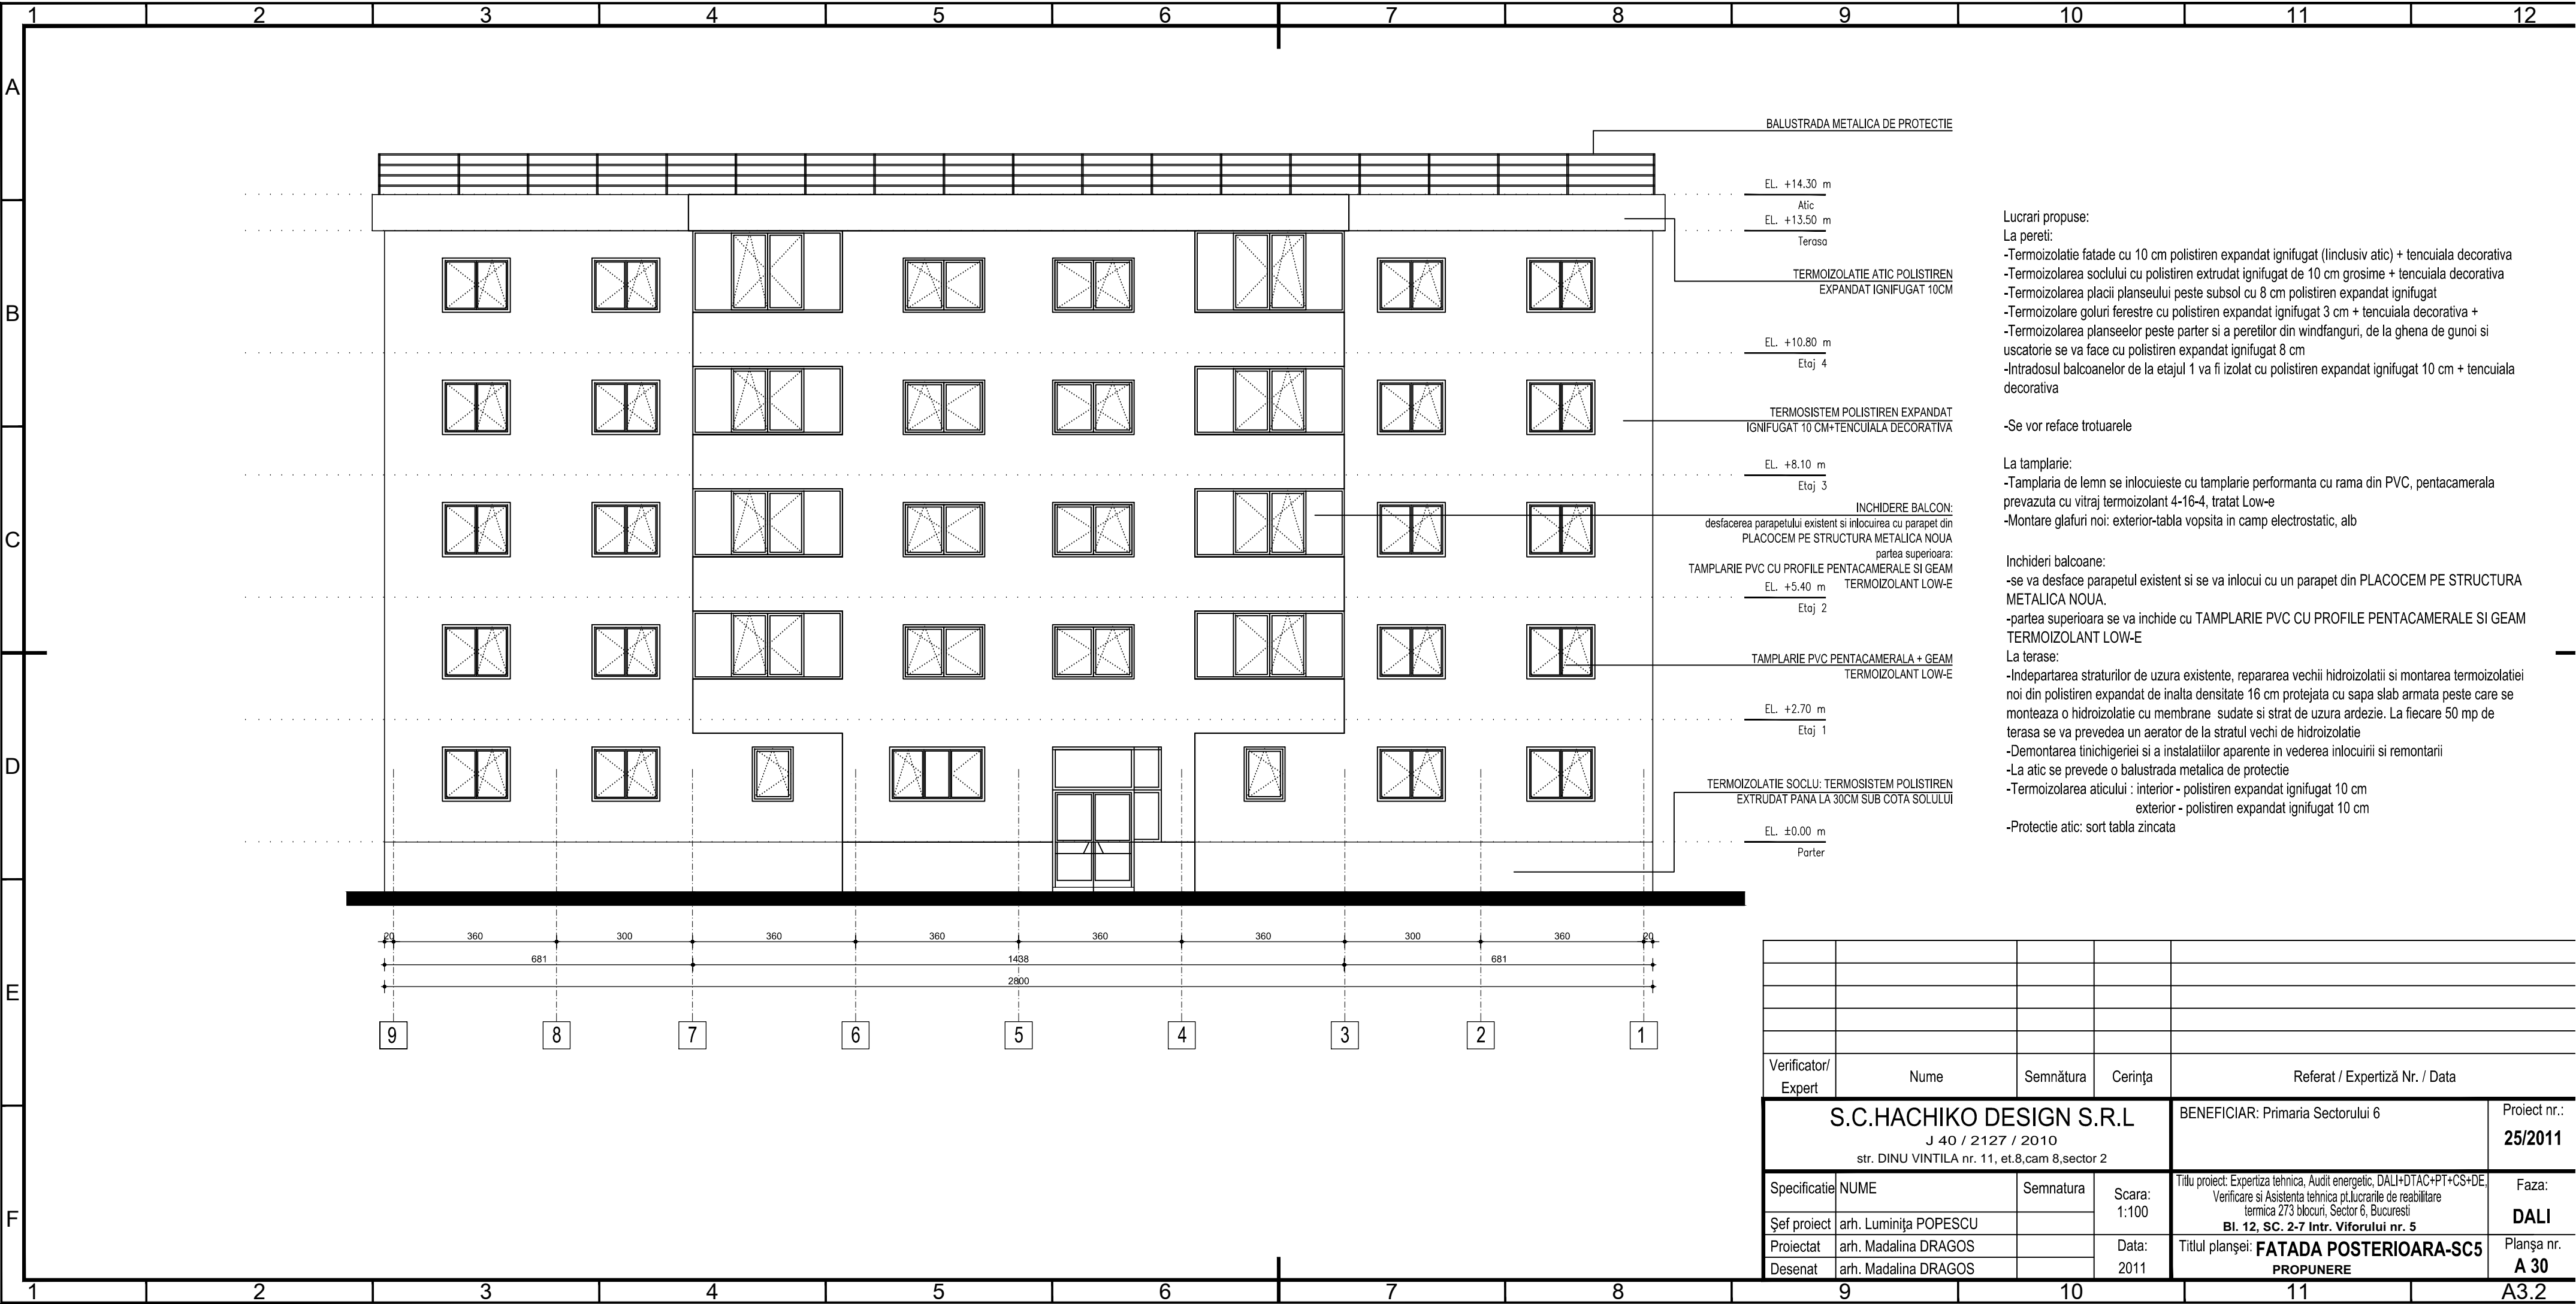 1 2 3 4 5 6 7 8 9 10 11 12
A
B
C
D
E
F
BALUSTRADA METALICA DE PROTECTIE
EL. +14.30 m
Atic
EL. +13.50 m
Terasa
TERMOIZOLATIE ATIC POLISTIREN
EXPANDAT IGNIFUGAT 10CM
EL. +10.80 m
Etaj 4
TERMOSISTEM POLISTIREN EXPANDAT
IGNIFUGAT 10 CM+TENCUIALA DECORATIVA
EL. +8.10 m
Etaj 3
INCHIDERE BALCON:
desfacerea parapetului existent si inlocuirea cu parapet din
PLACOCEM PE STRUCTURA METALICA NOUA
partea superioara:
TAMPLARIE PVC CU PROFILE PENTACAMERALE SI GEAM
TERMOIZOLANT LOW-E
EL. +5.40 m
Etaj 2
TAMPLARIE PVC PENTACAMERALA + GEAM
TERMOIZOLANT LOW-E
EL. +2.70 m
Etaj 1
TERMOIZOLATIE SOCLU: TERMOSISTEM POLISTIREN
EXTRUDAT PANA LA 30CM SUB COTA SOLULUI
EL. ±0.00 m
Parter
Lucrari propuse:
La pereti:
-Termoizolatie fatade cu 10 cm polistiren expandat ignifugat (Iinclusiv atic) + tencuiala decorativa
-Termoizolarea soclului cu polistiren extrudat ignifugat de 10 cm grosime + tencuiala decorativa
-Termoizolarea placii planseului peste subsol cu 8 cm polistiren expandat ignifugat
-Termoizolare goluri ferestre cu polistiren expandat ignifugat 3 cm + tencuiala decorativa +
-Termoizolarea planseelor peste parter si a peretilor din windfanguri, de la ghena de gunoi si
uscatorie se va face cu polistiren expandat ignifugat 8 cm
-Intradosul balcoanelor de la etajul 1 va fi izolat cu polistiren expandat ignifugat 10 cm + tencuiala
decorativa
-Se vor reface trotuarele
La tamplarie:
-Tamplaria de lemn se inlocuieste cu tamplarie performanta cu rama din PVC, pentacamerala
prevazuta cu vitraj termoizolant 4-16-4, tratat Low-e
-Montare glafuri noi: exterior-tabla vopsita in camp electrostatic, alb
Inchideri balcoane:
-se va desface parapetul existent si se va inlocui cu un parapet din PLACOCEM PE STRUCTURA
METALICA NOUA.
-partea superioara se va inchide cu TAMPLARIE PVC CU PROFILE PENTACAMERALE SI GEAM
TERMOIZOLANT LOW-E
La terase:
-Indepartarea straturilor de uzura existente, repararea vechii hidroizolatii si montarea termoizolatiei
noi din polistiren expandat de inalta densitate 16 cm protejata cu sapa slab armata peste care se
monteaza o hidroizolatie cu membrane sudate si strat de uzura ardezie. La fiecare 50 mp de
terasa se va prevedea un aerator de la stratul vechi de hidroizolatie
-Demontarea tinichigeriei si a instalatiilor aparente in vederea inlocuirii si remontarii
-La atic se prevede o balustrada metalica de protectie
-Termoizolarea aticului : interior - polistiren expandat ignifugat 10 cm
exterior - polistiren expandat ignifugat 10 cm
-Protectie atic: sort tabla zincata
20 360 300 360 360 360 360 300 360 20
681 1438 681
2800
9 8 7 6 5 4 3 2 1
Verificator/
Expert
Nume
Semnătura
Cerinţa
Referat / Expertiză Nr. / Data
S.C.HACHIKO DESIGN S.R.L
J 40 / 2127 / 2010
str. DINU VINTILA nr. 11, et.8,cam 8,sector 2
BENEFICIAR: Primaria Sectorului 6
Proiect nr.:
25/2011
Specificatie NUME Semnatura
Scara:
1:100
Şef proiect arh. Luminiţa POPESCU
Proiectat arh. Madalina DRAGOS
Desenat arh. Madalina DRAGOS
Data:
2011
Titlu proiect: Expertiza tehnica, Audit energetic, DALI+DTAC+PT+CS+DE,
Verificare si Asistenta tehnica pt.lucrarile de reabilitare
termica 273 blocuri, Sector 6, Bucuresti
Bl. 12, SC. 2-7 Intr. Viforului nr. 5
Faza:
DALI
Titlul planşei: FATADA POSTERIOARA-SC5
PROPUNERE
Planşa nr.
A 30
1 2 3 4 5 6 7 8 9 10 11 A3.2